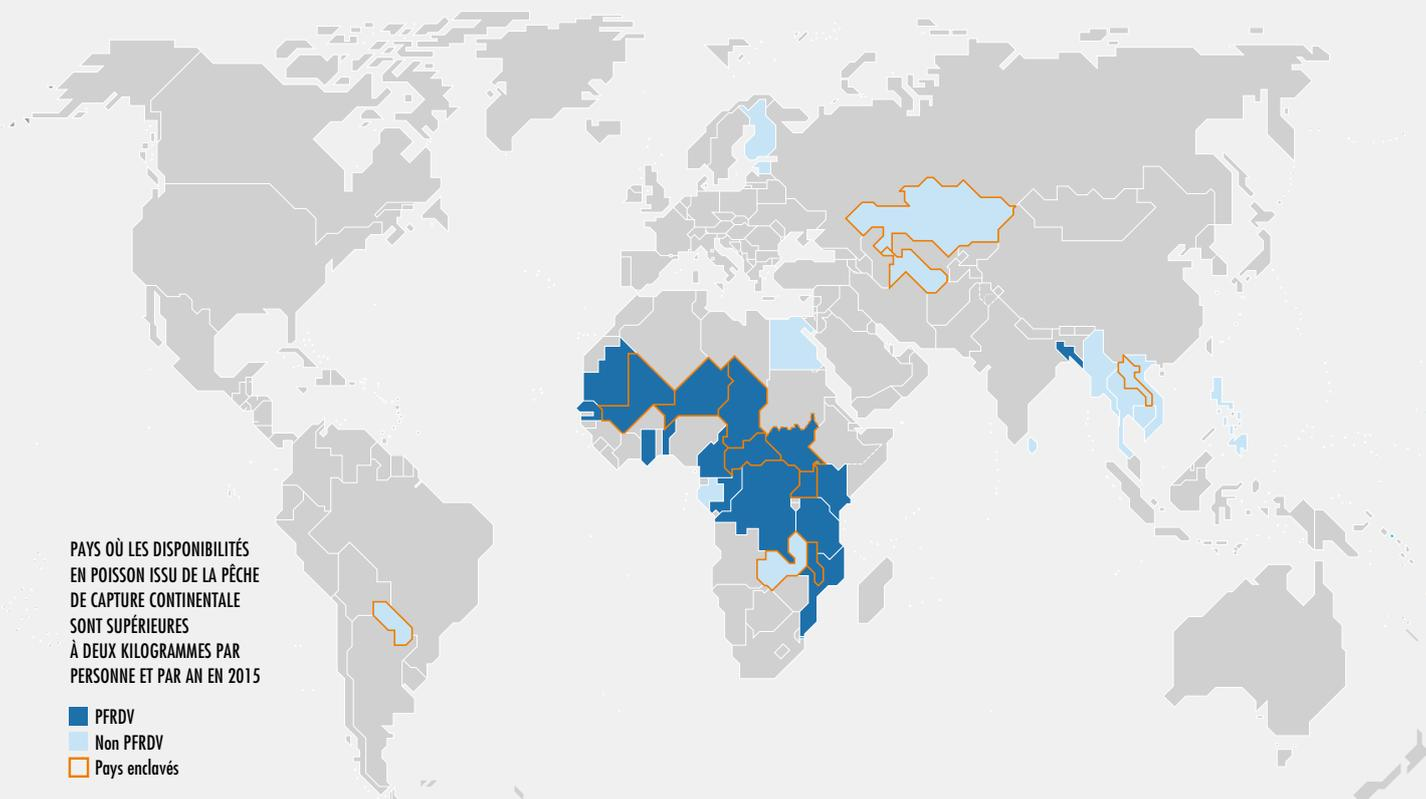 PAYS OÙ LES DISPONIBILITÉS
EN POISSON ISSU DE LA PÊCHE
DE CAPTURE CONTINENTALE
SONT SUPÉRIEURES
À DEUX KILOGRAMMES PAR
PERSONNE ET PAR AN EN 2015
PFRDV
Non PFRDV
Pays enclavés